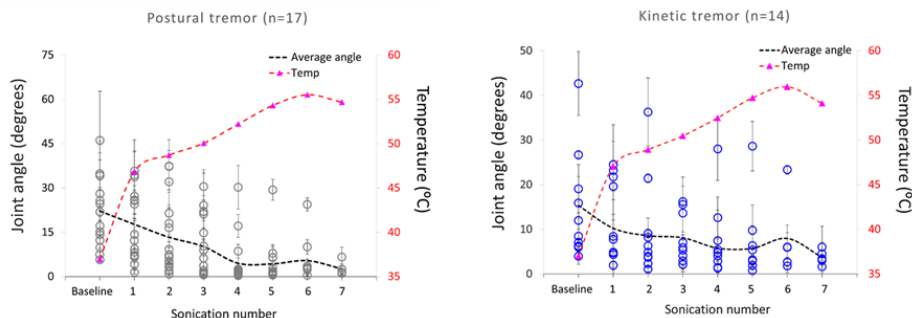 Postural tremor (n=17)
75
60
45
30
15
0
Joint angle (degrees)
Average angle
Temp
60
55
50
45
40
35
Temperature (ºC)
Baseline 1 2 3 4 5 6 7
Sonication number
Kinetic tremor (n=14)
50
40
30
20
10
0
Joint angle (degrees)
Average angle
Temp
60
55
50
45
40
35
Temperature (ºC)
Baseline 1 2 3 4 5 6 7
Sonication number